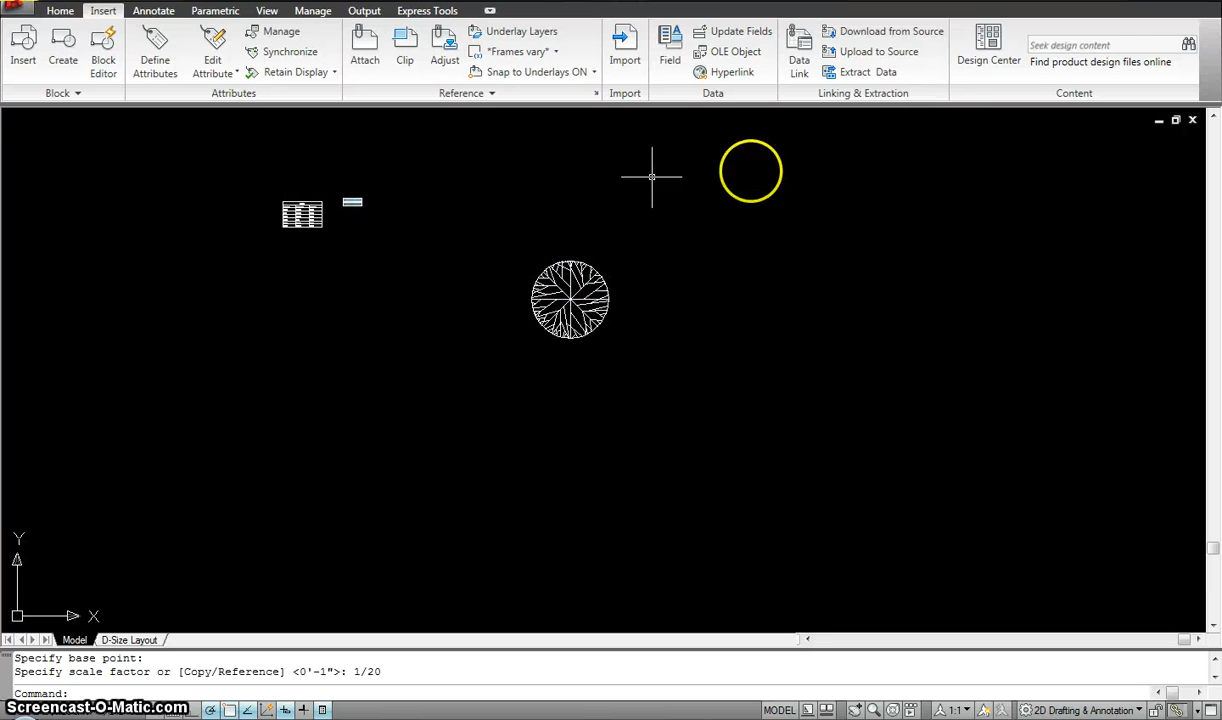 Home Insert Annotate Parametric View Manage Output Express Tools
Insert Create Block Editor Define Attributes Edit Attribute Manage Synchronize Retain Display Attach Clip Adjust Underlay Layers *Frames vary* Snap to Underlays ON Import Field Update Fields OLE Object Hyperlink Data Link Download from Source Upload to Source Extract Data Design Center Seek design content Find product design files online
Block Attributes Reference Import Data Linking & Extraction Content
Y
X
Model D-Size Layout
Specify base point:
Specify scale factor or [Copy/Reference] <0'-1">: 1/20
Command:
Screencast-O-Matic.com MODEL 1:1 2D Drafting & Annotation